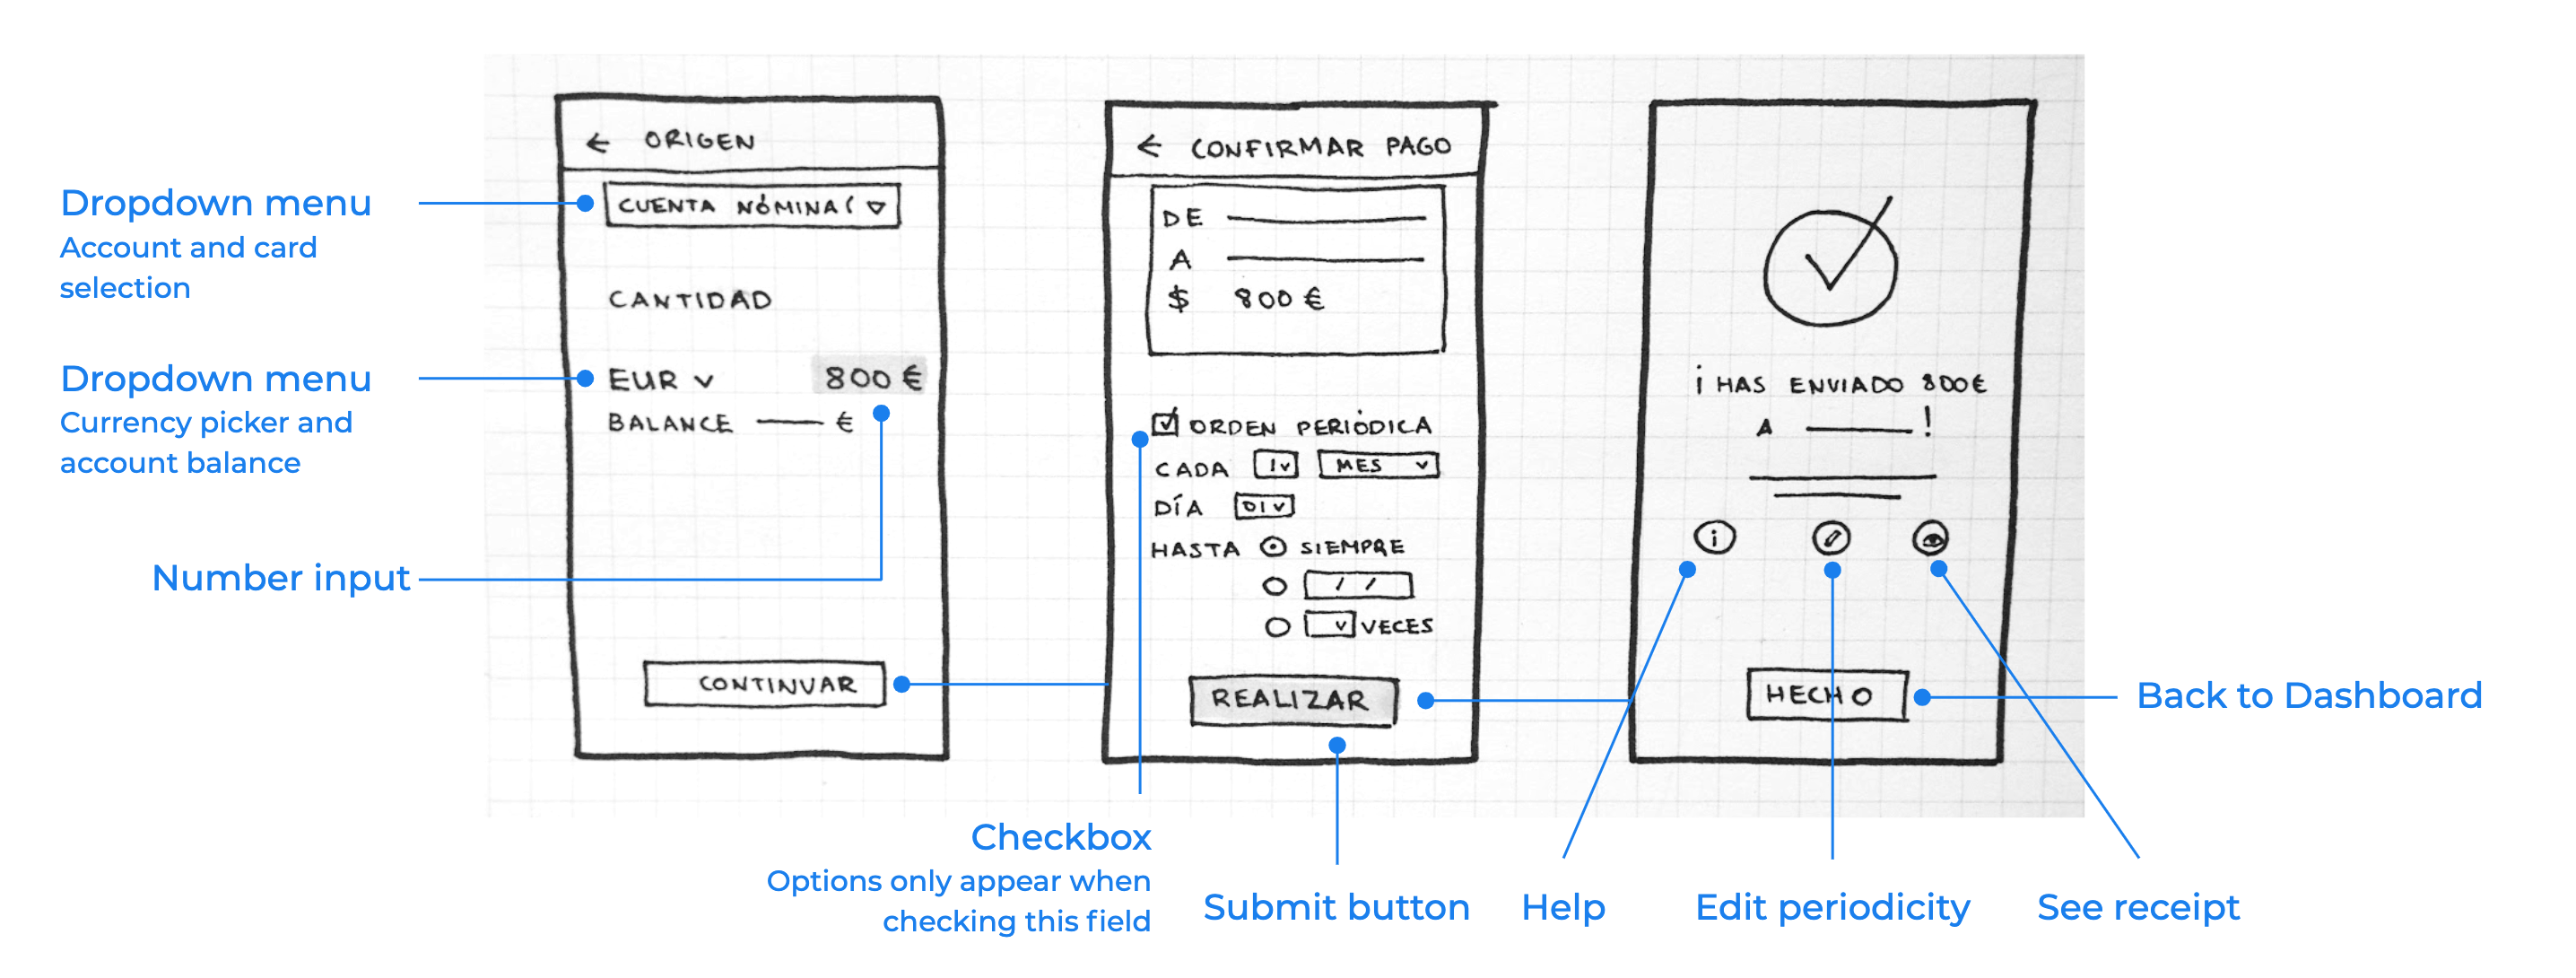 Dropdown menu
Account and card
selection
Dropdown menu
Currency picker and
account balance
Number input
← ORIGEN
CUENTA NÓMINA ( ▽
CANTIDAD
EUR ∨ 800 €
BALANCE —— €
CONTINUAR
← CONFIRMAR PAGO
DE
A
$ 800 €
ORDEN PERIÓDICA
CADA 1 ∨ MES ∨
DÍA 01 ∨
HASTA SIEMPRE
/ /
∨ VECES
REALIZAR
¡ HAS ENVIADO 800€
A ——— !
i
HECHO
Back to Dashboard
Checkbox
Options only appear when
checking this field
Submit button
Help
Edit periodicity
See receipt